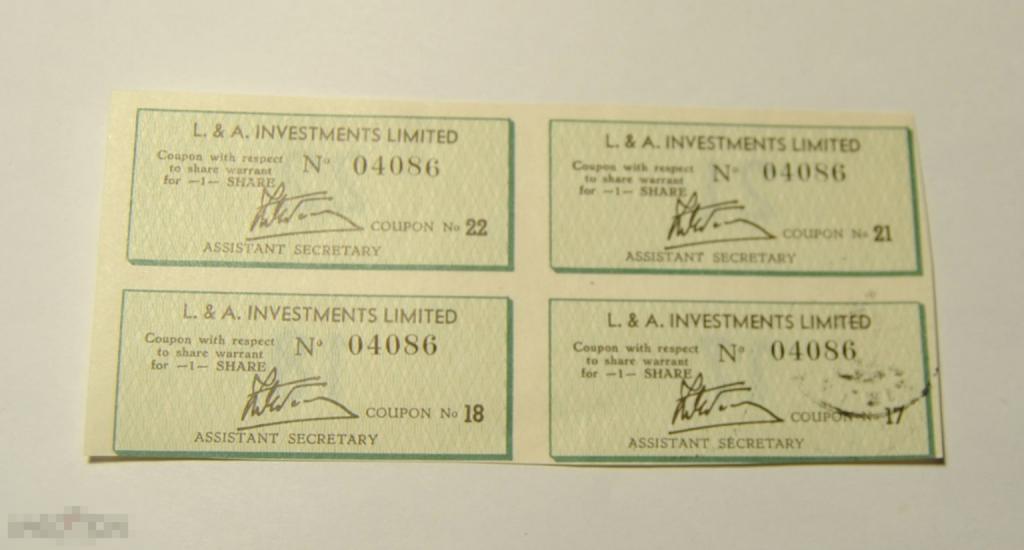 L. & A. INVESTMENTS LIMITED
Coupon with respect
to share warrant
for —1— SHARE
No 04086
COUPON No 22
ASSISTANT SECRETARY
L. & A. INVESTMENTS LIMITED
Coupon with respect
to share warrant
for —1— SHARE
No 04086
COUPON No 21
ASSISTANT SECRETARY
L. & A. INVESTMENTS LIMITED
Coupon with respect
to share warrant
for —1— SHARE
No 04086
COUPON No 18
ASSISTANT SECRETARY
L. & A. INVESTMENTS LIMITED
Coupon with respect
to share warrant
for —1— SHARE
No 04086
COUPON No 17
ASSISTANT SECRETARY